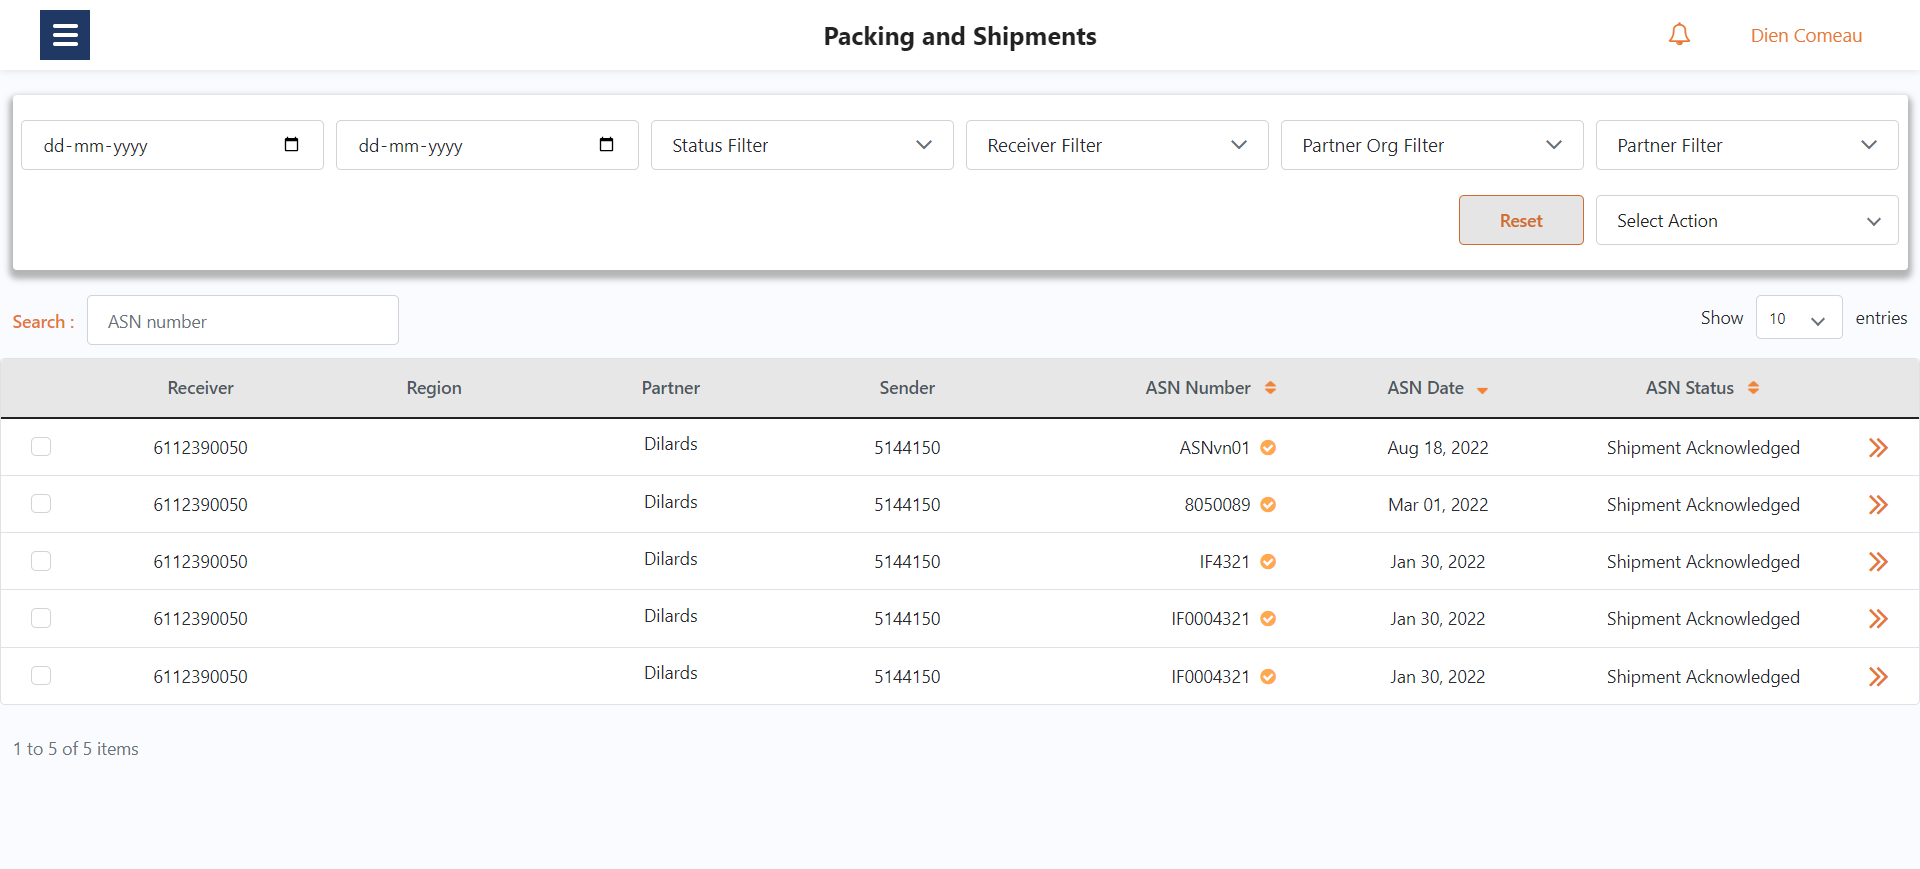 Packing and Shipments
Dien Comeau
dd-mm-yyyy dd-mm-yyyy Status Filter Receiver Filter Partner Org Filter Partner Filter
Reset Select Action
Search : ASN number Show 10 entries
Receiver Region Partner Sender ASN Number ASN Date ASN Status
6112390050 Dilards 5144150 ASNvn01 Aug 18, 2022 Shipment Acknowledged
6112390050 Dilards 5144150 8050089 Mar 01, 2022 Shipment Acknowledged
6112390050 Dilards 5144150 IF4321 Jan 30, 2022 Shipment Acknowledged
6112390050 Dilards 5144150 IF0004321 Jan 30, 2022 Shipment Acknowledged
6112390050 Dilards 5144150 IF0004321 Jan 30, 2022 Shipment Acknowledged
1 to 5 of 5 items